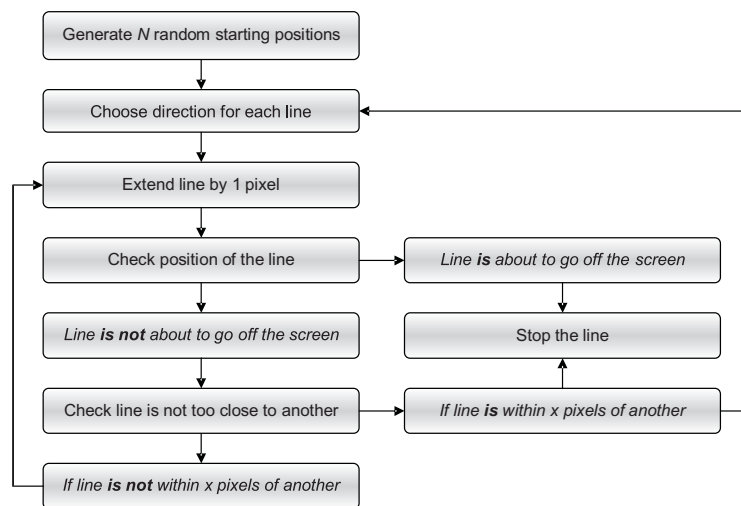 Generate N random starting positions
Choose direction for each line
Extend line by 1 pixel
Check position of the line
Line is about to go off the screen
Line is not about to go off the screen
Stop the line
Check line is not too close to another
If line is within x pixels of another
If line is not within x pixels of another